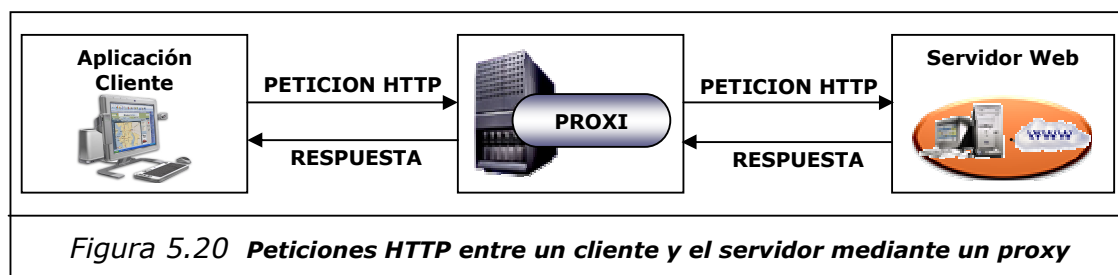 Aplicación
Cliente
PETICION HTTP
RESPUESTA
PROXI
PETICION HTTP
RESPUESTA
Servidor Web
Figura 5.20 Peticiones HTTP entre un cliente y el servidor mediante un proxy